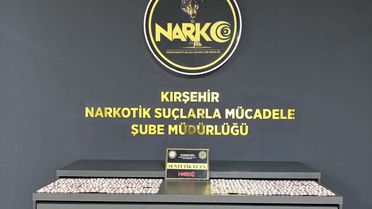 NARKO
KIRŞEHİR
NARKOTİK SUÇLARLA MÜCADELE
ŞUBE MÜDÜRLÜĞÜ
SENTETİK ECZA
NARKO